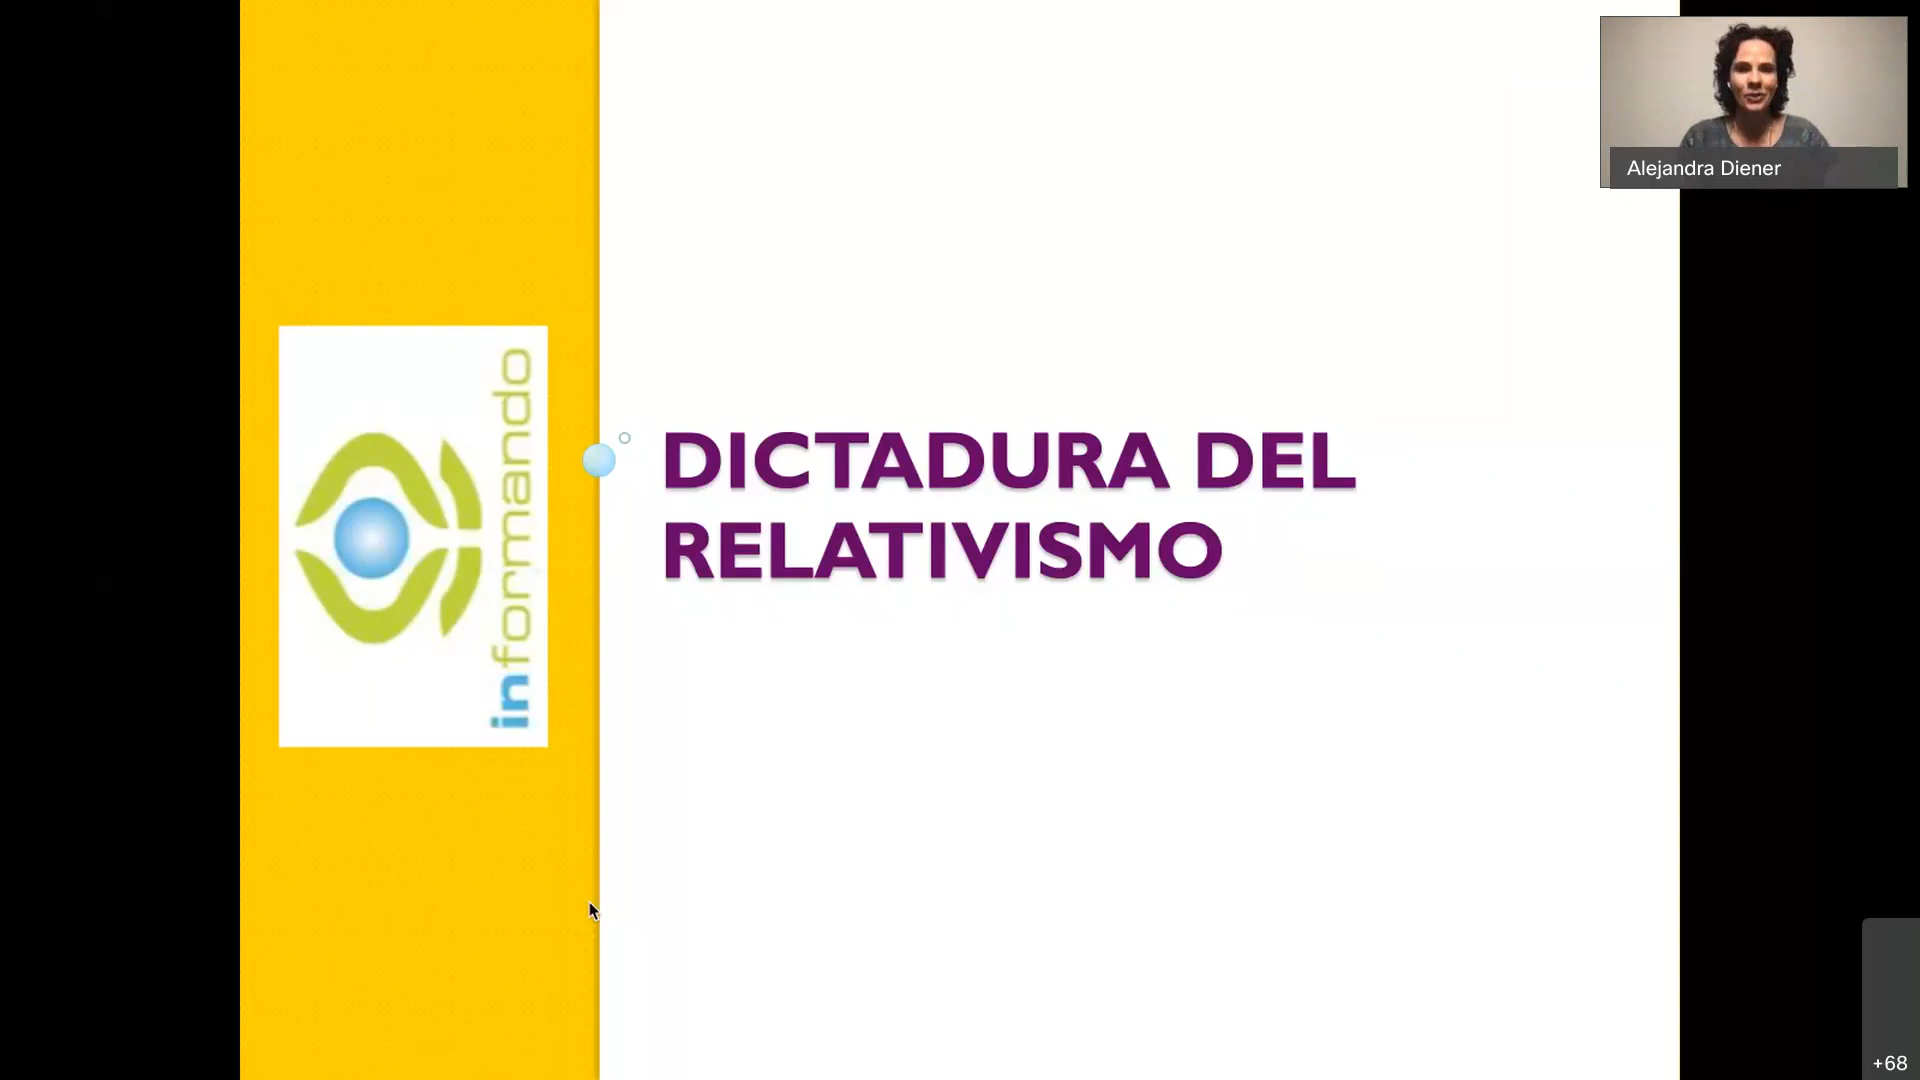 informando
DICTADURA DEL
RELATIVISMO
Alejandra Diener
+68